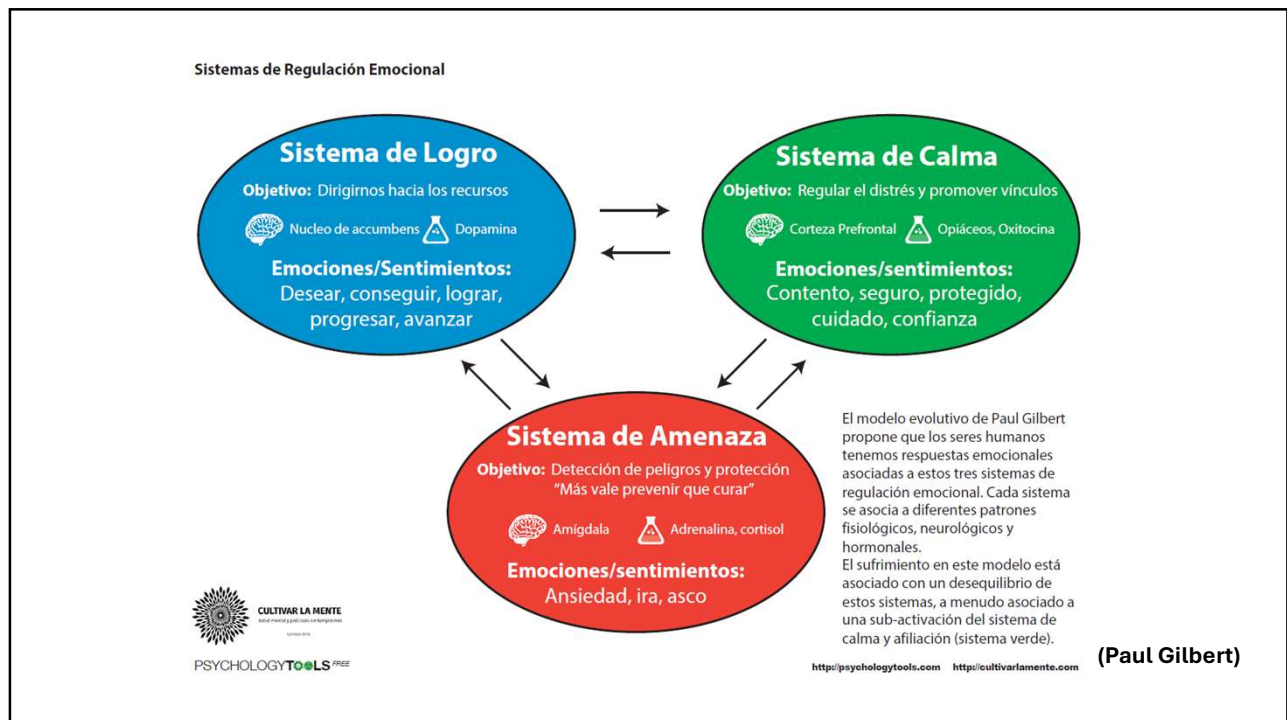 Sistemas de Regulación Emocional
Sistema de Logro
Objetivo: Dirigirnos hacia los recursos
Nucleo de accumbens Dopamina
Emociones/Sentimientos:
Desear, conseguir, lograr,
progresar, avanzar
Sistema de Calma
Objetivo: Regular el distrés y promover vínculos
Corteza Prefrontal Opiáceos, Oxitocina
Emociones/sentimientos:
Contento, seguro, protegido,
cuidado, confianza
Sistema de Amenaza
Objetivo: Detección de peligros y protección
"Más vale prevenir que curar"
Amígdala Adrenalina, cortisol
Emociones/sentimientos:
Ansiedad, ira, asco
El modelo evolutivo de Paul Gilbert
propone que los seres humanos
tenemos respuestas emocionales
asociadas a estos tres sistemas de
regulación emocional. Cada sistema
se asocia a diferentes patrones
fisiológicos, neurológicos y
hormonales.
El sufrimiento en este modelo está
asociado con un desequilibrio de
estos sistemas, a menudo asociado a
una sub-activación del sistema de
calma y afiliación (sistema verde).
CULTIVAR LA MENTE
PSYCHOLOGYTOOLS FREE
http://psychologytools.com http://cultivarlamente.com
(Paul Gilbert)